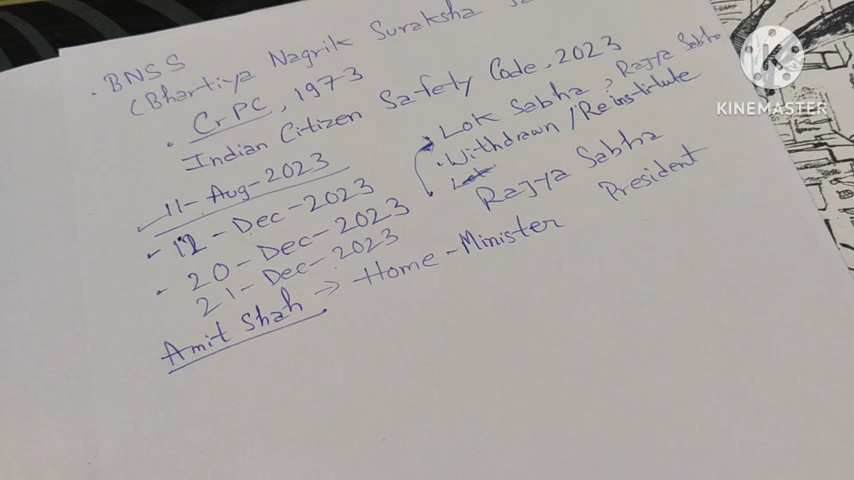 . BNSS
(Bhartiya Nagrik Suraksha
. CrPC, 1973
Indian Citizen Safety Code, 2023
11-Aug-2023
Lok Sabha, Rajya Sabha
12-Dec-2023
. Withdrawn / Reinstitute
20-Dec-2023
Rajya Sabha
21-Dec-2023
President
Amit Shah → Home-Minister
KINEMASTER